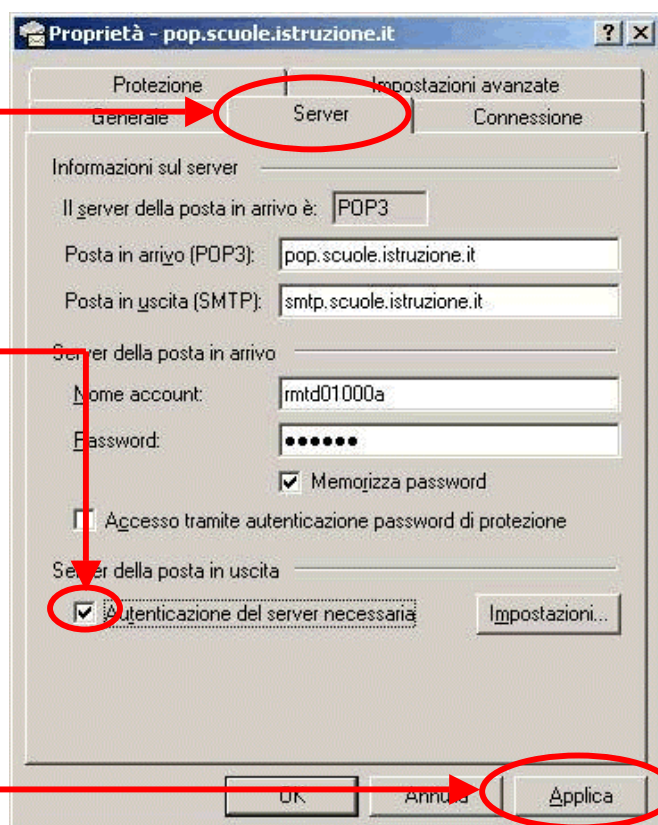 Proprietà - pop.scuole.istruzione.it
Protezione Impostazioni avanzate
Generale Server Connessione
Informazioni sul server
Il server della posta in arrivo è: POP3
Posta in arrivo (POP3): pop.scuole.istruzione.it
Posta in uscita (SMTP): smtp.scuole.istruzione.it
Server della posta in arrivo
Nome account: rmtd01000a
Password: ●●●●●●
Memorizza password
Accesso tramite autenticazione password di protezione
Server della posta in uscita
Autenticazione del server necessaria Impostazioni...
OK Annulla Applica